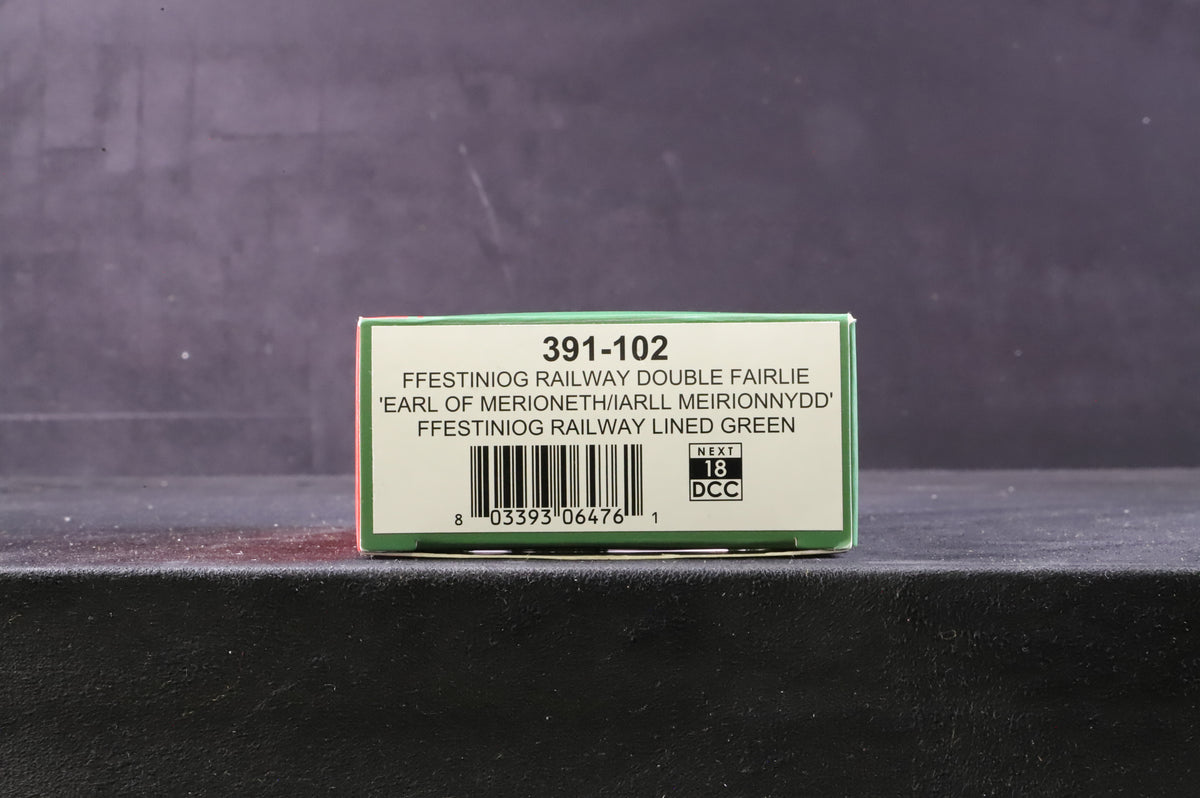 391-102
FFESTINIOG RAILWAY DOUBLE FAIRLIE
'EARL OF MERIONETH/IARLL MEIRIONNYDD'
FFESTINIOG RAILWAY LINED GREEN
NEXT
18
DCC
8 03393 06476 1